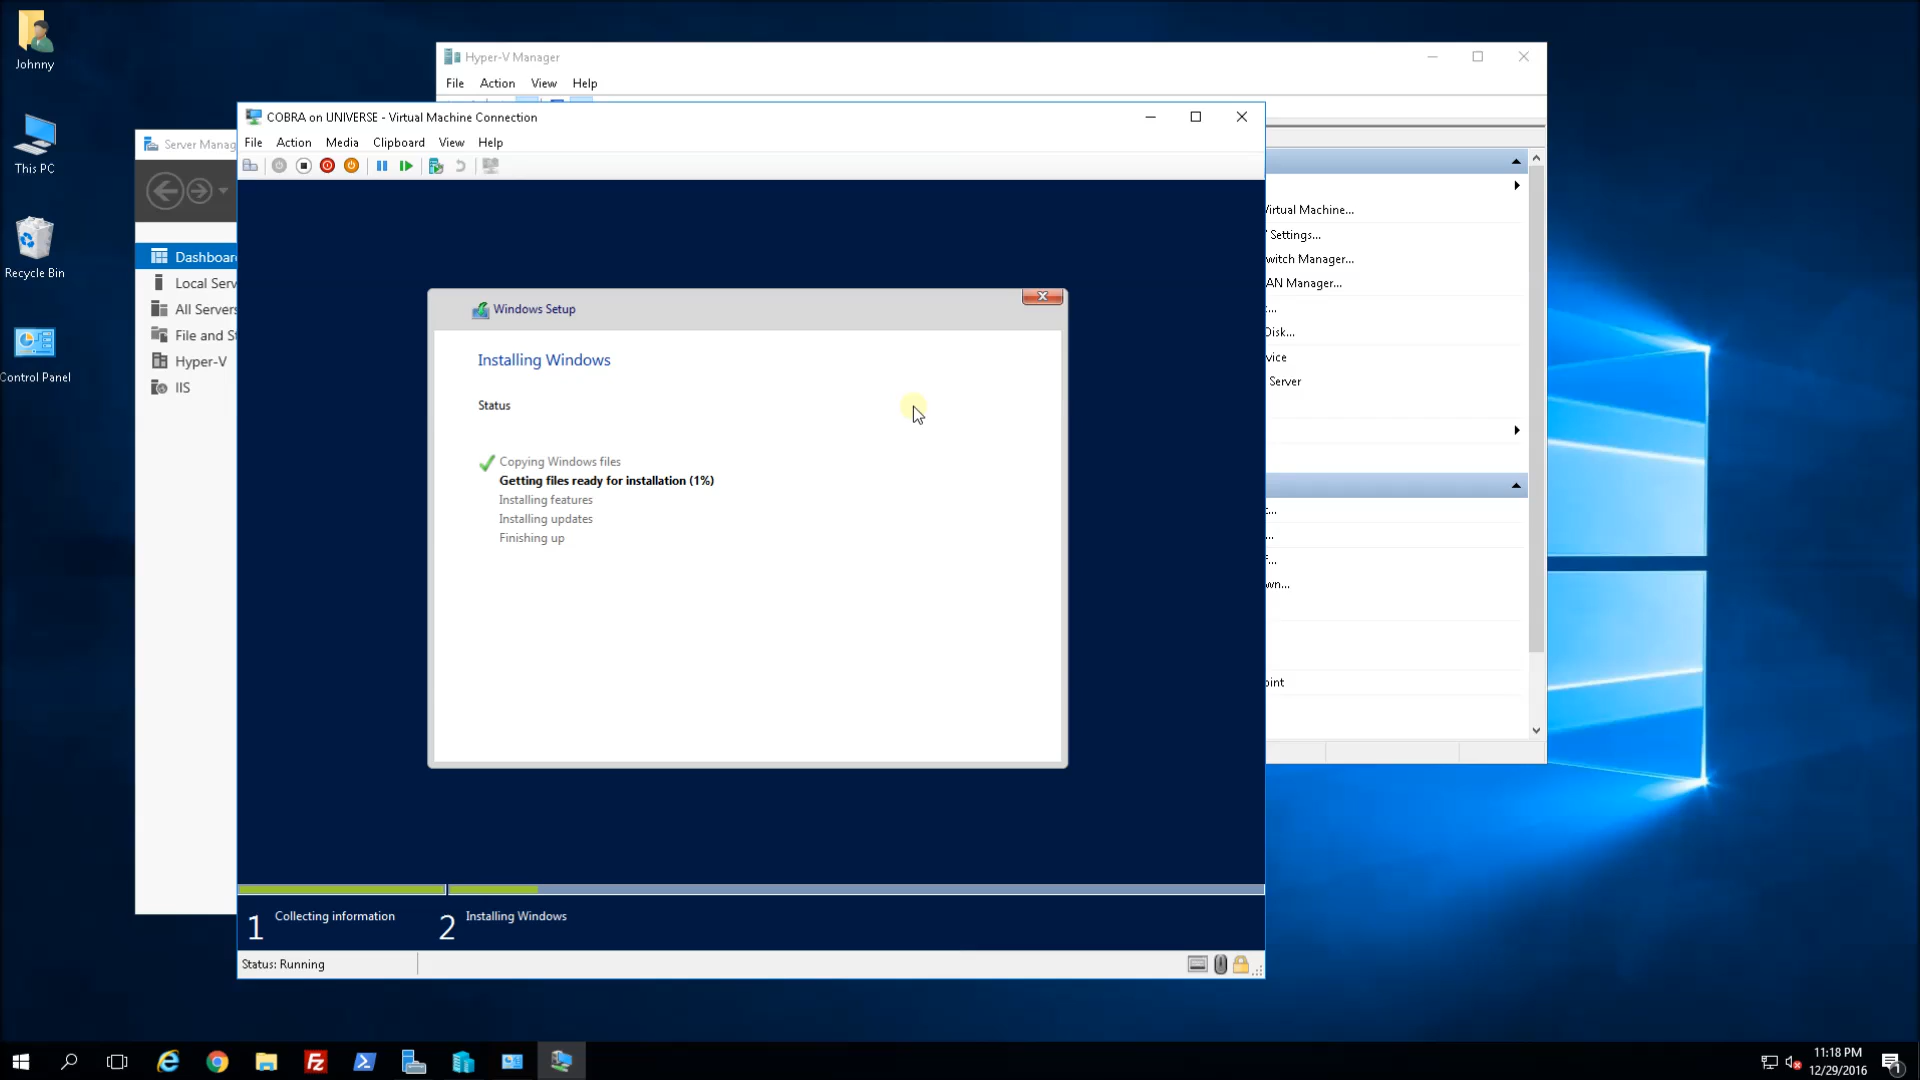 Johnny
This PC
Recycle Bin
Control Panel
Hyper-V Manager
File Action View Help
Server Manag
Dashboar
Local Serv
All Servers
File and S
Hyper-V
IIS
COBRA on UNIVERSE - Virtual Machine Connection
File Action Media Clipboard View Help
Windows Setup
Installing Windows
Status
Copying Windows files
Getting files ready for installation (1%)
Installing features
Installing updates
Finishing up
1 Collecting information
2 Installing Windows
Status: Running
Virtual Machine...
Settings...
witch Manager...
AN Manager...
Disk...
vice
Server
wn...
oint
11:18 PM
12/29/2016
1